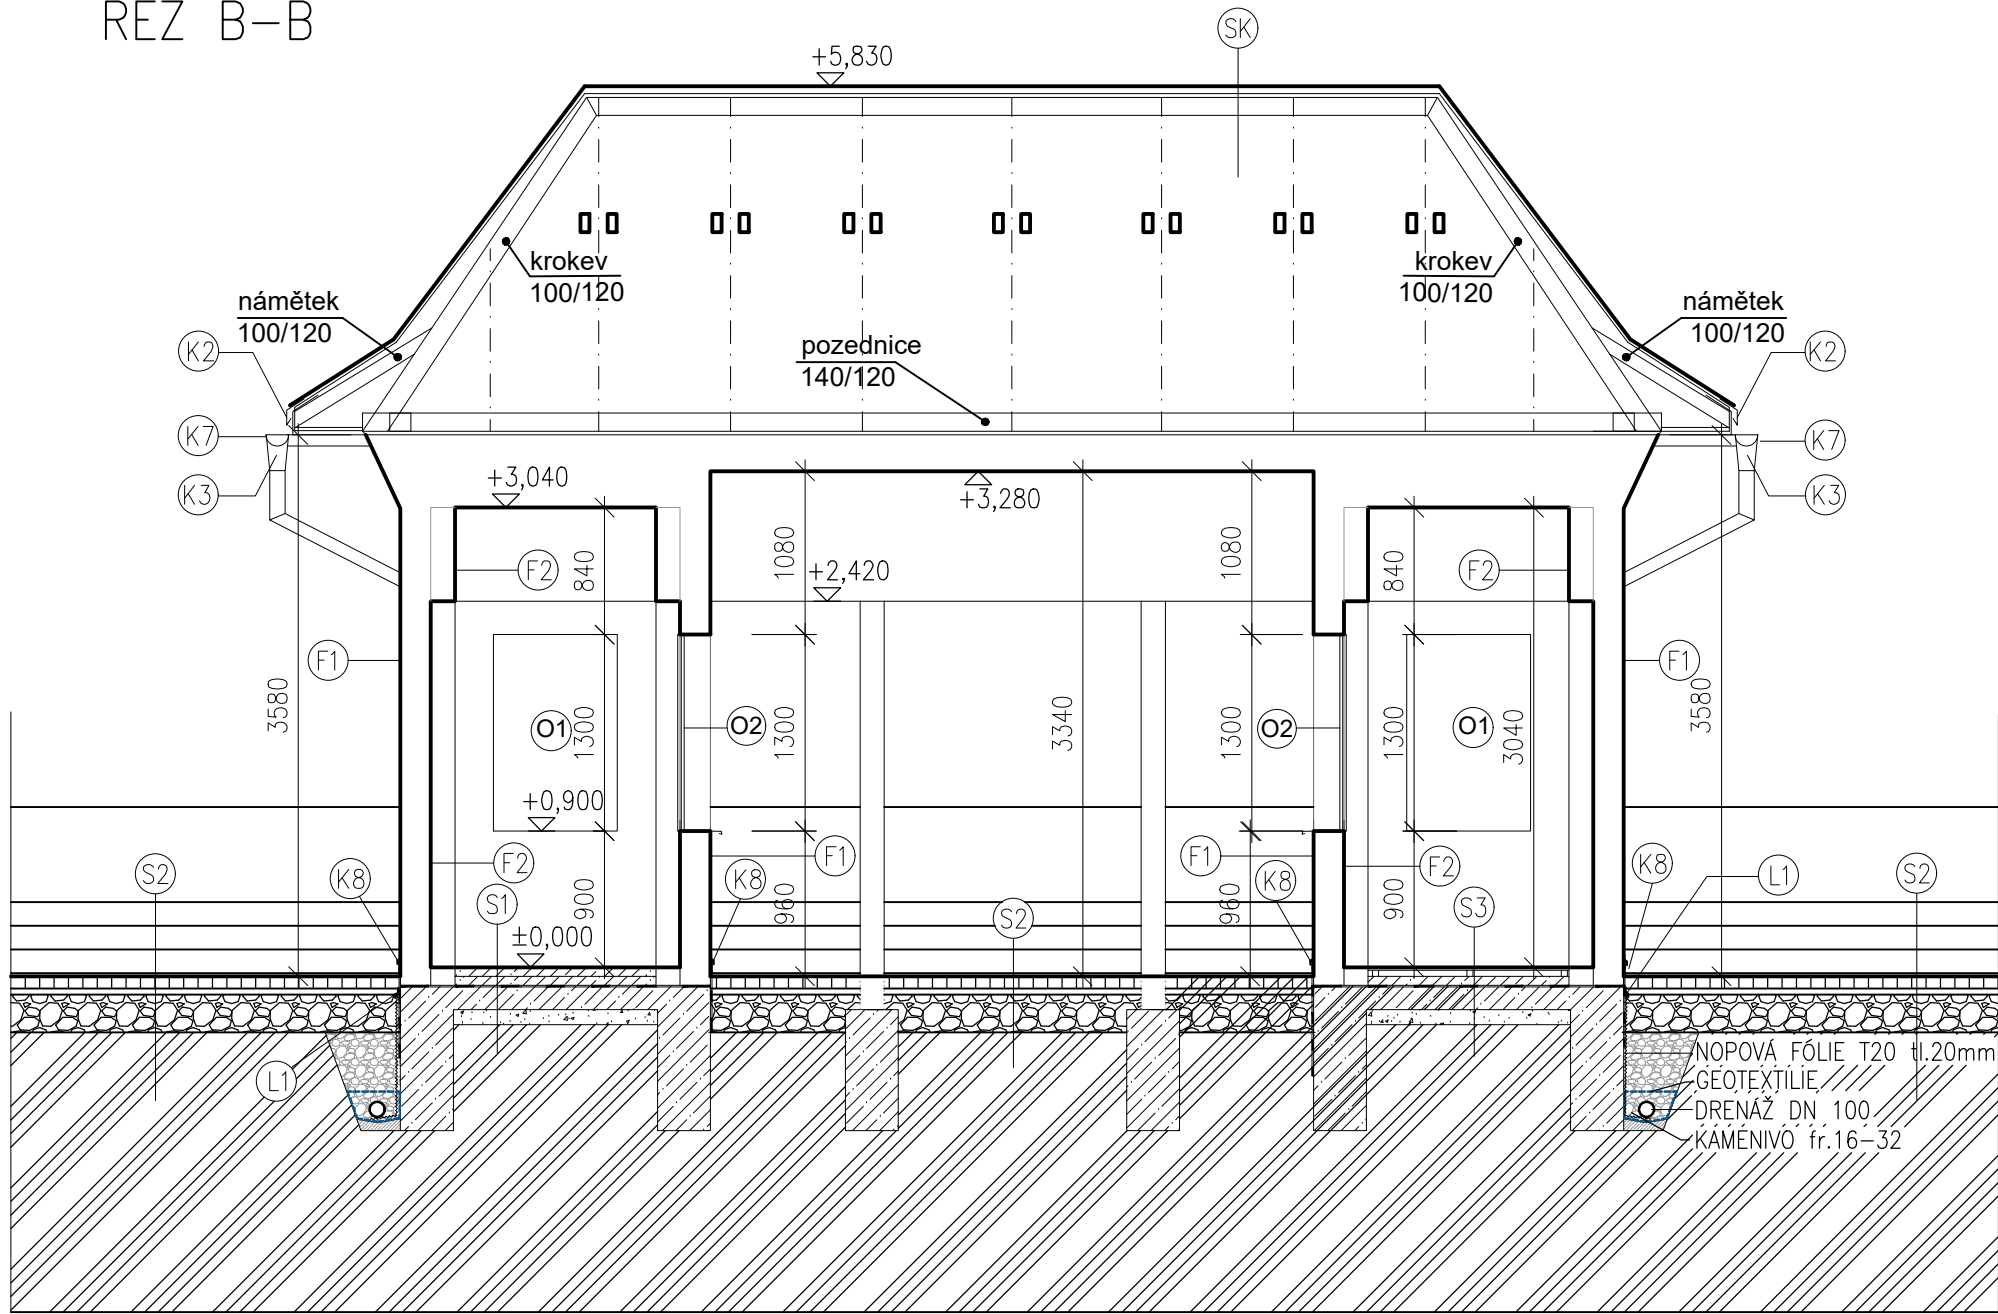 ŘEZ B-B
SK
+5,830
krokev
100/120
krokev
100/120
námětek
100/120
námětek
100/120
K2
K2
pozednice
140/120
K7
K7
K3
K3
+3,040
+3,280
F2
840
1080
+2,420
1080
840
F2
F1
F1
3580
O1
1300
O2
1300
3340
1300
O2
1300
O1
3040
3580
+0,900
F2
F1
F1
F2
S2
K8
K8
K8
K8
L1
S2
S1
900
960
S2
960
900
S3
±0,000
L1
NOPOVÁ FÓLIE T20 tl.20mm
GEOTEXTILIE
DRENÁŽ DN 100
KAMENIVO fr.16-32